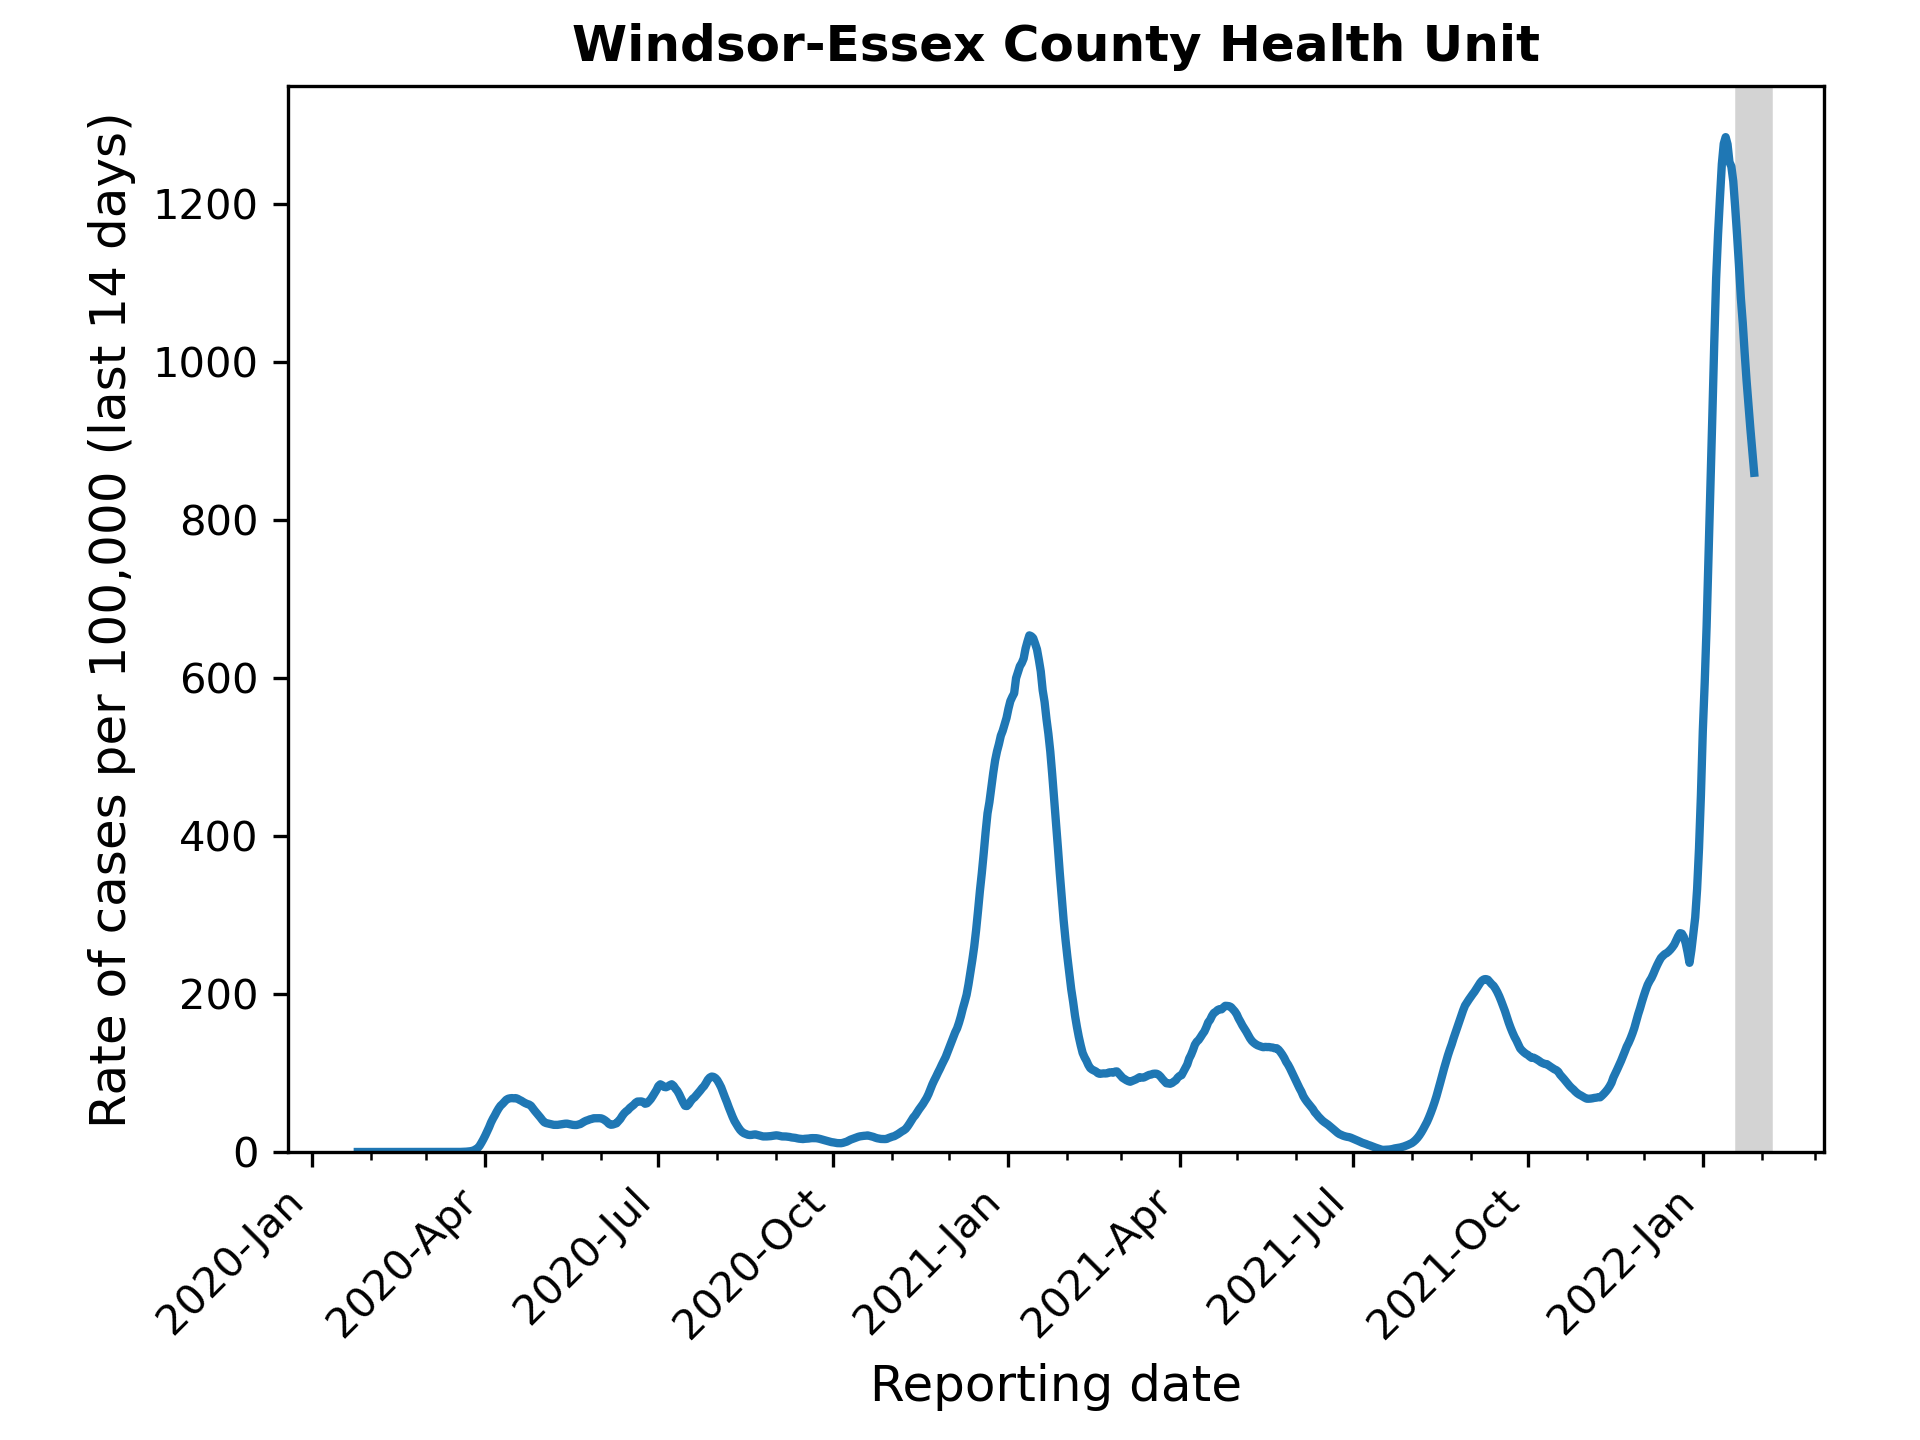 Windsor-Essex County Health Unit
Rate of cases per 100,000 (last 14 days)
1200
1000
800
600
400
200
0
2020-Jan
2020-Apr
2020-Jul
2020-Oct
2021-Jan
2021-Apr
2021-Jul
2021-Oct
2022-Jan
Reporting date